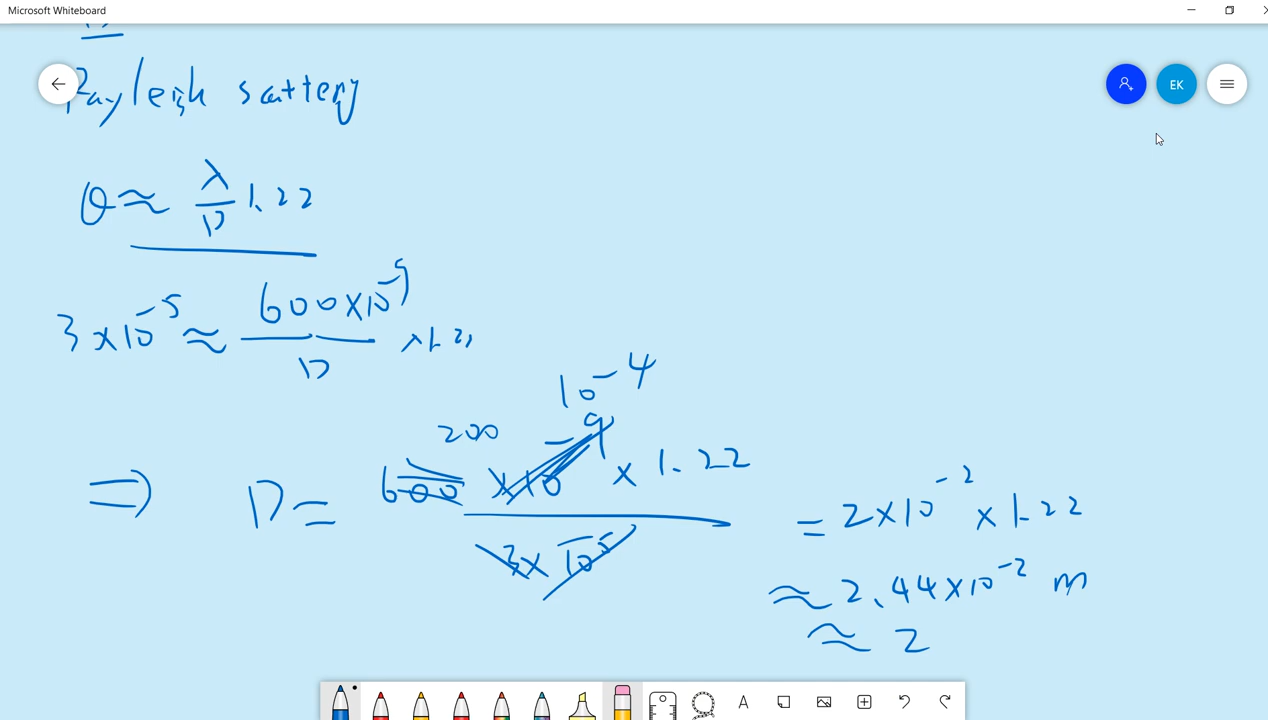 Microsoft Whiteboard
EK
Rayleigh sattery
θ ≈ λ/D 1.22
3 × 10⁻⁵ ≈ 600×10⁻⁹/D ×1.22
200 10⁻⁴
⇒ D = 600 ×10⁻⁹ × 1.22 / 3× 10⁻⁵
= 2×10⁻² × 1.22
≈ 2.44×10⁻² m
≈ 2
A